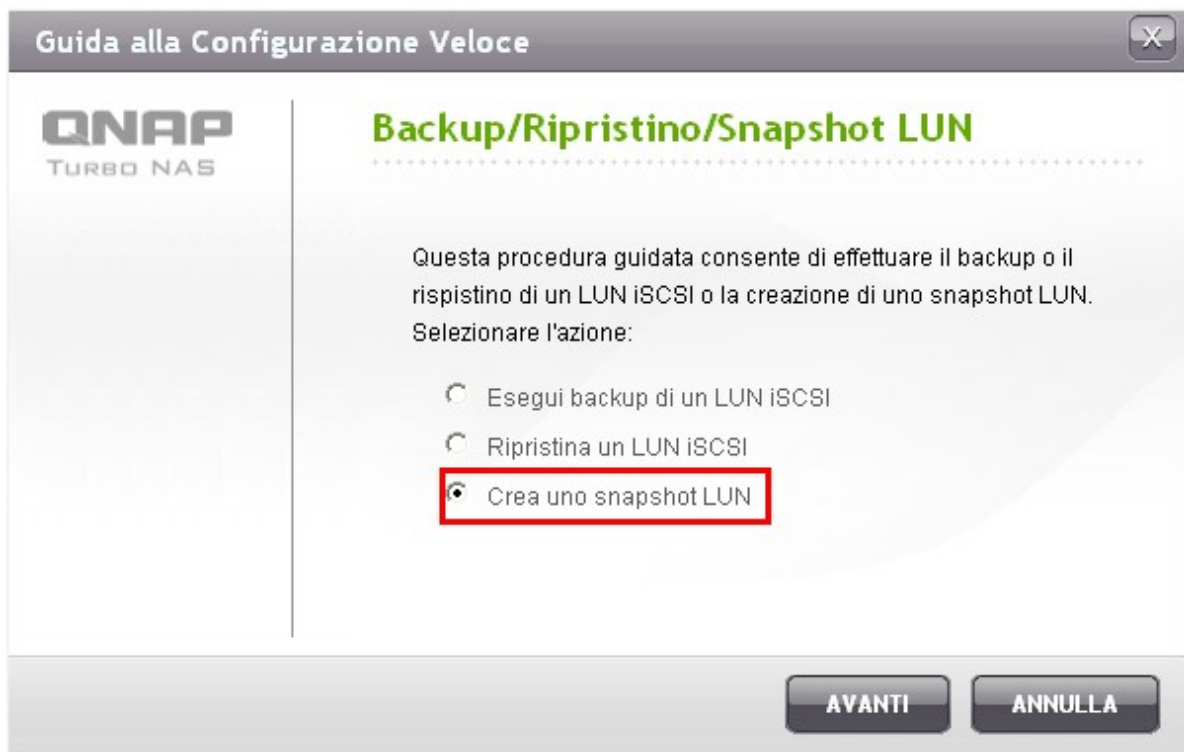 Guida alla Configurazione Veloce
X
QNAP
TURBO NAS
Backup/Ripristino/Snapshot LUN
Questa procedura guidata consente di effettuare il backup o il
rispistino di un LUN iSCSI o la creazione di uno snapshot LUN.
Selezionare l'azione:
Esegui backup di un LUN iSCSI
Ripristina un LUN iSCSI
Crea uno snapshot LUN
AVANTI
ANNULLA